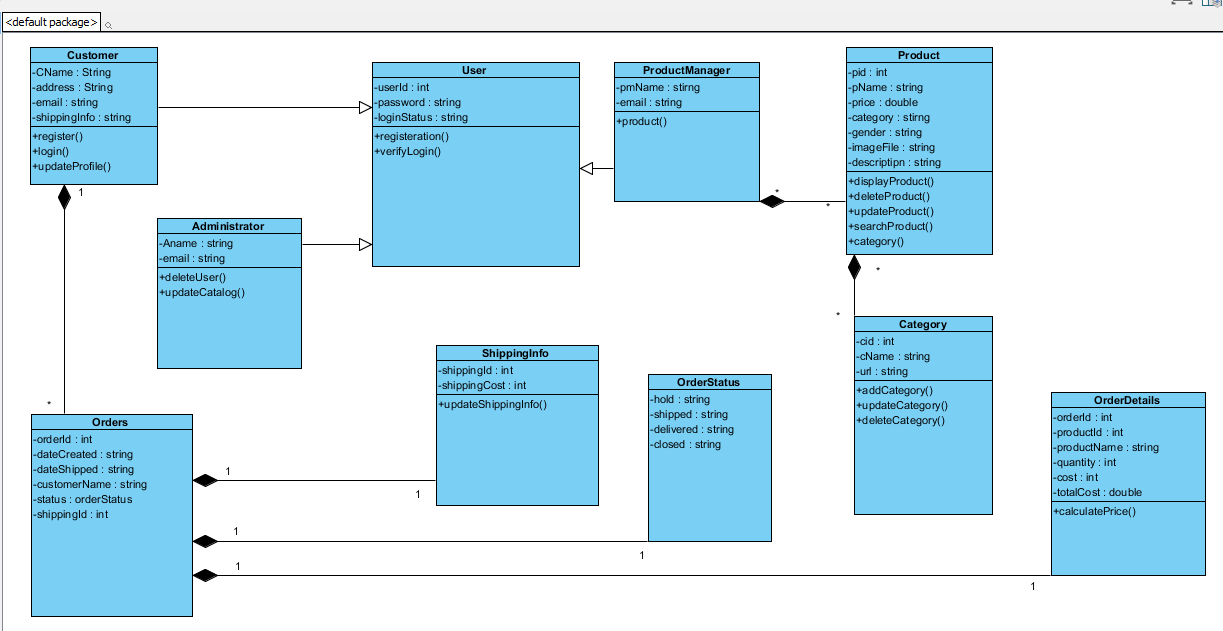 <default package>
Customer
-CName : String
-address : String
-email : string
-shippingInfo : string
+register()
+login()
+updateProfile()
1
*
User
-userId : int
-password : string
-loginStatus : string
+registeration()
+verifyLogin()
ProductManager
-pmName : stirng
-email : string
+product()
*
*
Product
-pid : int
-pName : string
-price : double
-category : stirng
-gender : string
-imageFile : string
-descriptipn : string
+displayProduct()
+deleteProduct()
+updateProduct()
+searchProduct()
+category()
*
*
Administrator
-Aname : string
-email : string
+deleteUser()
+updateCatalog()
Category
-cid : int
-cName : string
-url : string
+addCategory()
+updateCategory()
+deleteCategory()
ShippingInfo
-shippingId : int
-shippingCost : int
+updateShippingInfo()
OrderStatus
-hold : string
-shipped : string
-delivered : string
-closed : string
OrderDetails
-orderId : int
-productId : int
-productName : string
-quantity : int
-cost : int
-totalCost : double
+calculatePrice()
Orders
-orderId : int
-dateCreated : string
-dateShipped : string
-customerName : string
-status : orderStatus
-shippingId : int
1
1
1
1
1
1